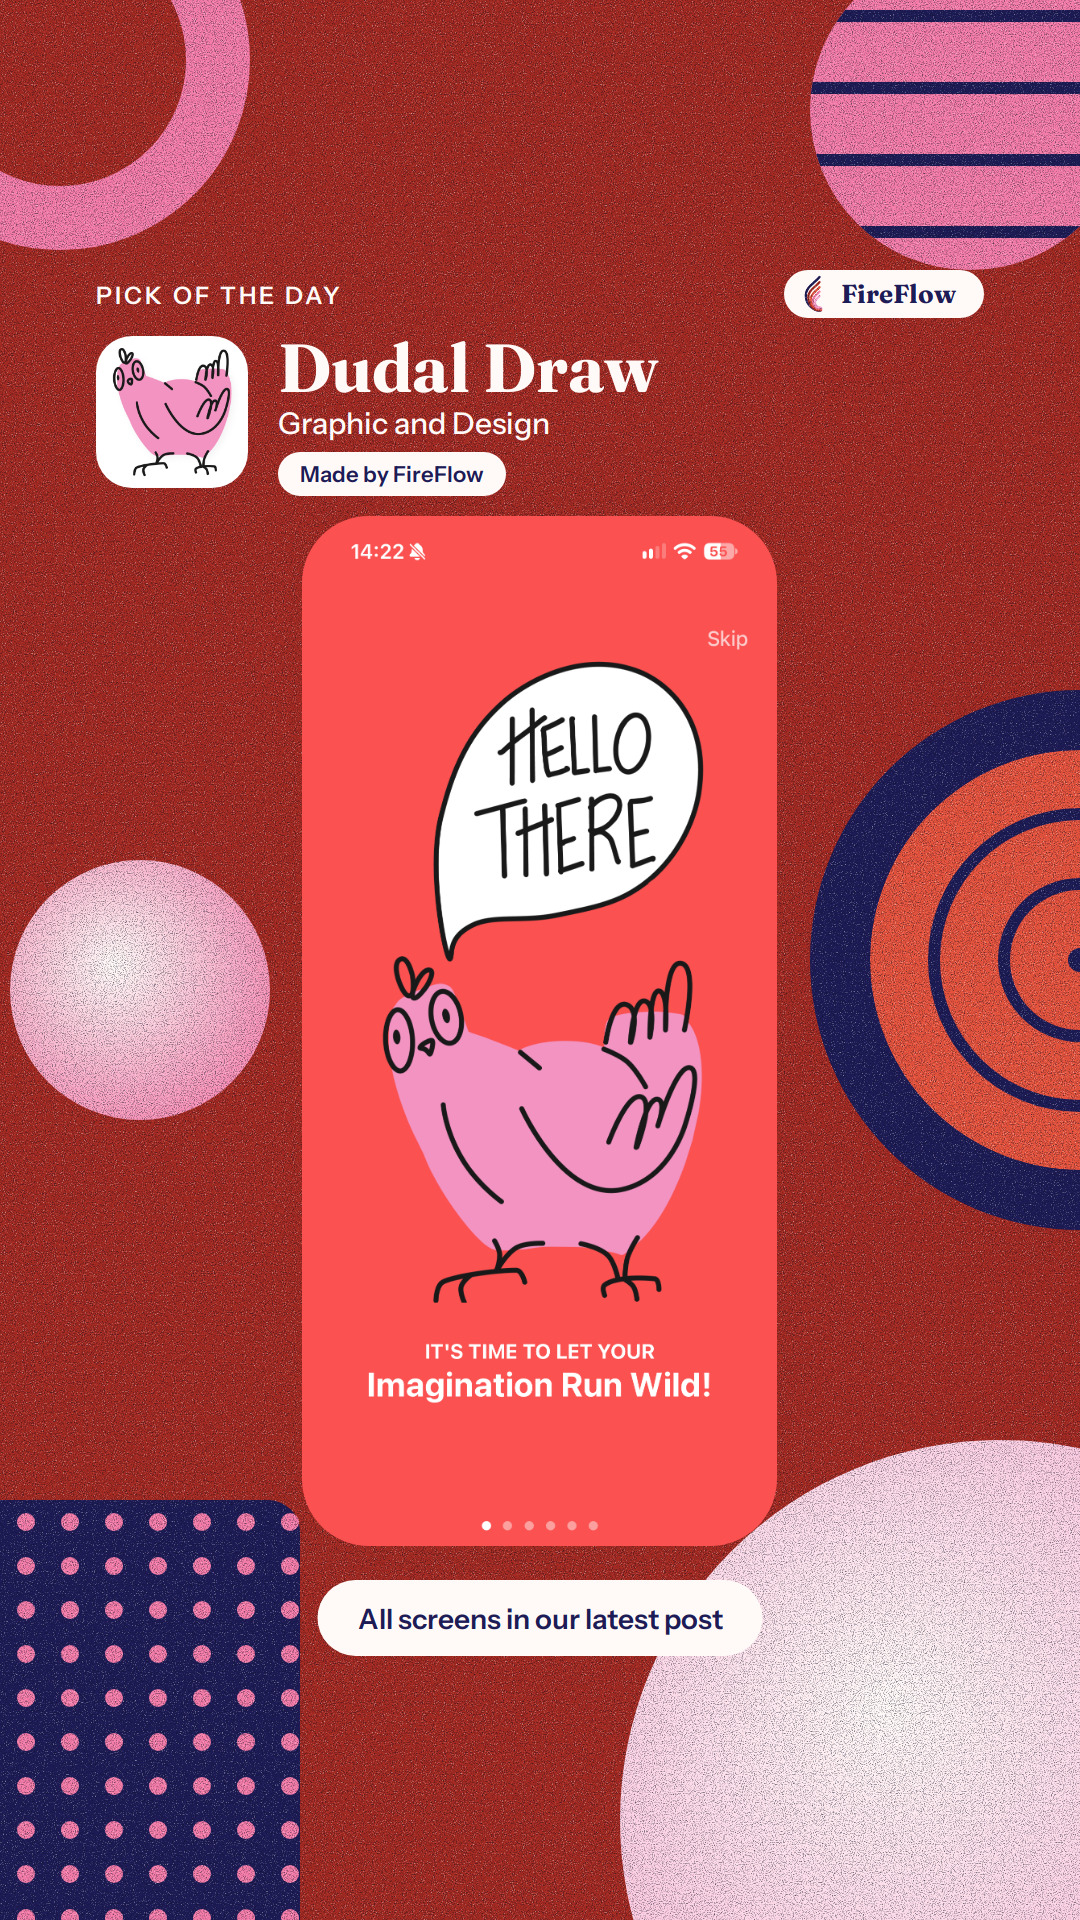 PICK OF THE DAY
FireFlow
Dudal Draw
Graphic and Design
Made by FireFlow
14:22
55
Skip
HELLO
THERE
IT'S TIME TO LET YOUR
Imagination Run Wild!
All screens in our latest post